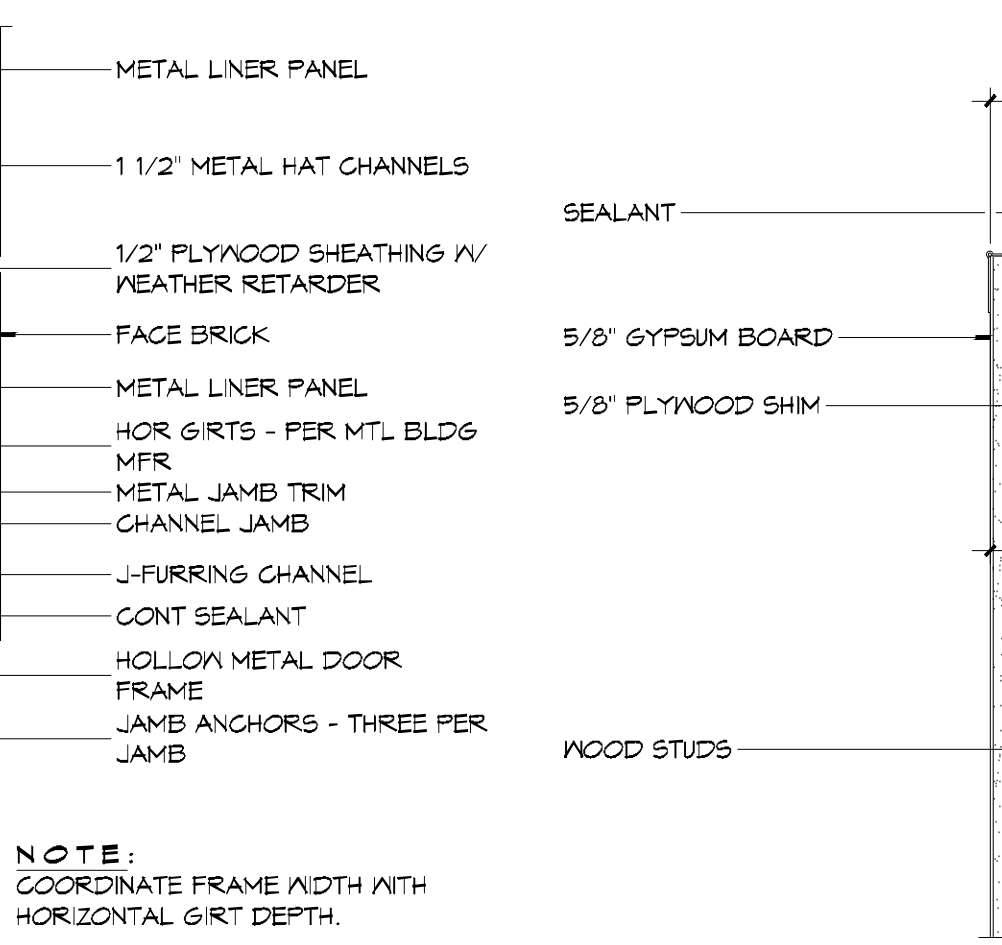 METAL LINER PANEL
1 1/2" METAL HAT CHANNELS
1/2" PLYWOOD SHEATHING W/
WEATHER RETARDER
FACE BRICK
METAL LINER PANEL
HOR GIRTS - PER MTL BLDG
MFR
METAL JAMB TRIM
CHANNEL JAMB
J-FURRING CHANNEL
CONT SEALANT
HOLLOW METAL DOOR
FRAME
JAMB ANCHORS - THREE PER
JAMB
NOTE:
COORDINATE FRAME WIDTH WITH
HORIZONTAL GIRT DEPTH.
SEALANT
5/8" GYPSUM BOARD
5/8" PLYWOOD SHIM
WOOD STUDS